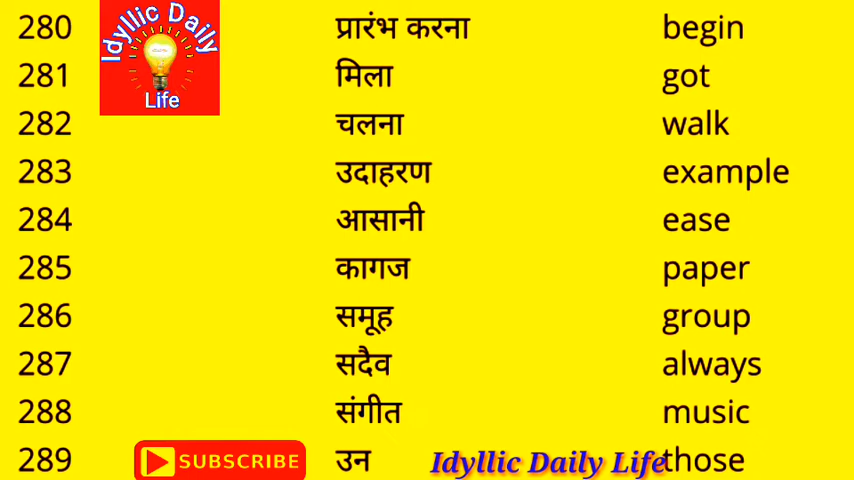 280 प्रारंभ करना begin
Idyllic Daily
Life
281 मिला got
282 चलना walk
283 उदाहरण example
284 आसानी ease
285 कागज paper
286 समूह group
287 सदैव always
288 संगीत music
289 उन those
SUBSCRIBE
Idyllic Daily Life